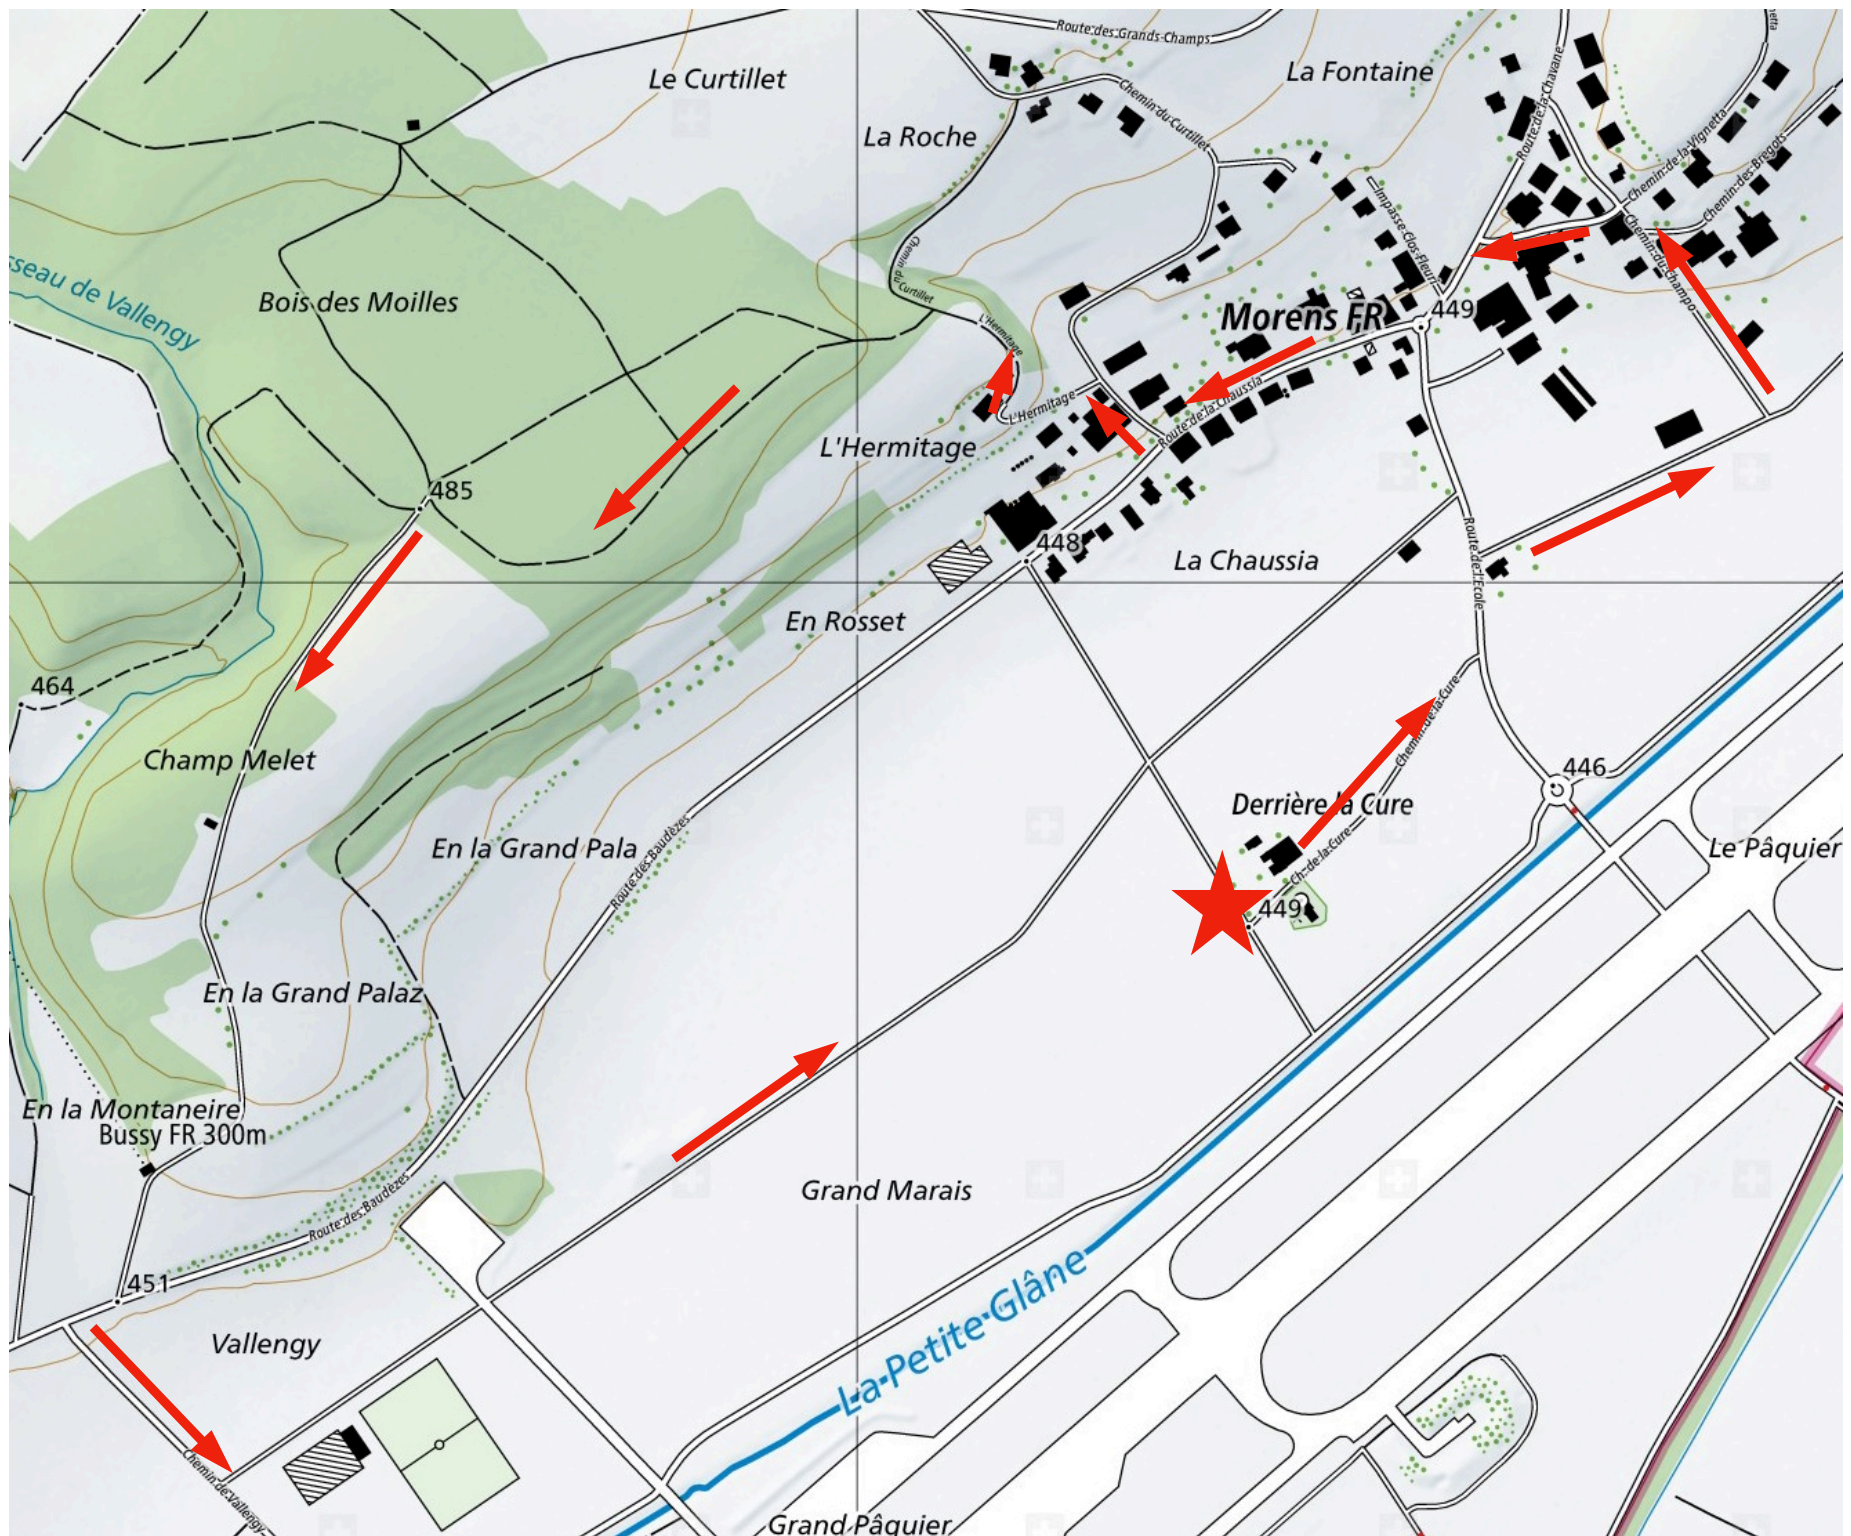 Route des Grands-Champs
Le Curtillet
La Fontaine
Route de la Chavane
Chemin du Curtillet
La Roche
Chemin de la Vignetta
Chemin des Bregots
Impasse Clos-Fleuri
Chemin du Champo
sseau de Vallengy
Bois des Moilles
Chemin du Curtillet
L'Hermitage
Morens FR
449
L'Hermitage
Route de la Chaussia
L'Hermitage
485
448
La Chaussia
Route de l'Ecole
En Rosset
464
Champ Melet
Chemin de la Cure
446
Derrière la Cure
En la Grand Pala
Route des Baudèzes
Ch. de la Cure
Le Pâquier
449
En la Grand Palaz
En la Montaneire
Bussy FR 300m
Route des Baudèzes
Grand Marais
451
Vallengy
La Petite Glâne
Chemin de Vallengy
Grand Pâquier